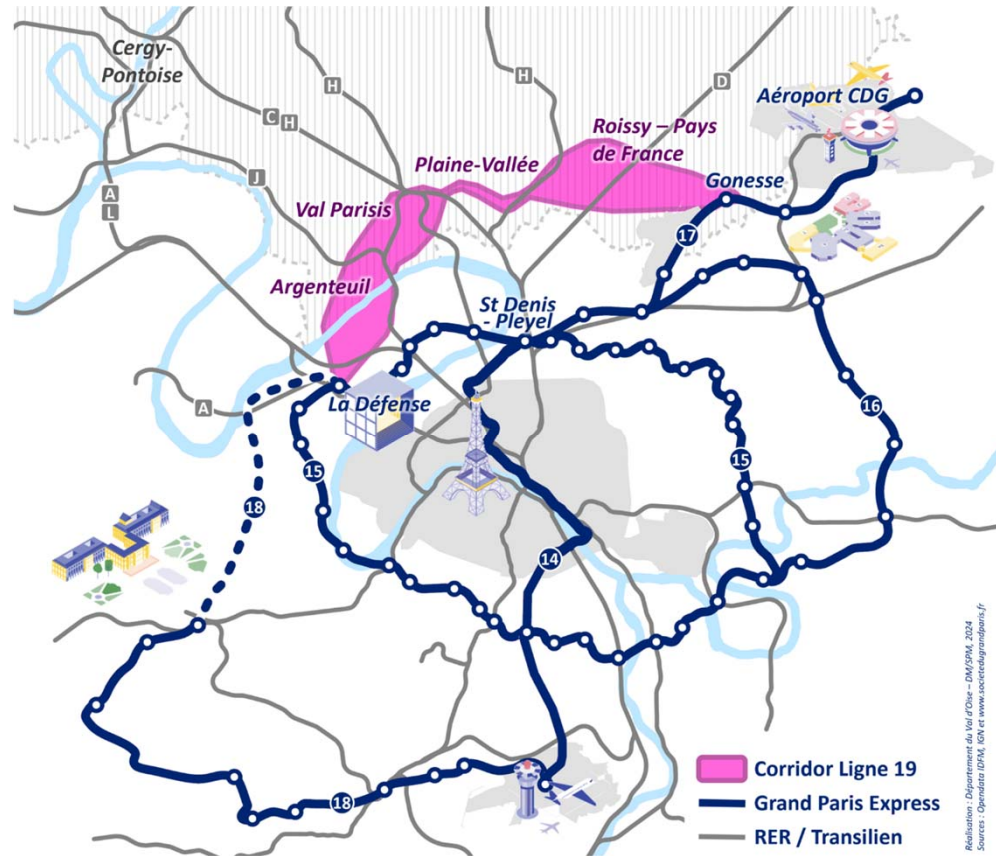 Cergy-
Pontoise
H
H
D
C
H
Aéroport CDG
Roissy – Pays
de France
Plaine-Vallée
A
L
J
Val Parisis
Gonesse
17
Argenteuil
St Denis
- Pleyel
A
La Défense
16
15
15
18
14
18
Corridor Ligne 19
Grand Paris Express
RER / Transilien
Réalisation : Département du Val d'Oise – DM/SPM, 2024
Sources : Opendata IDFM, IGN et www.societedugrandparis.fr